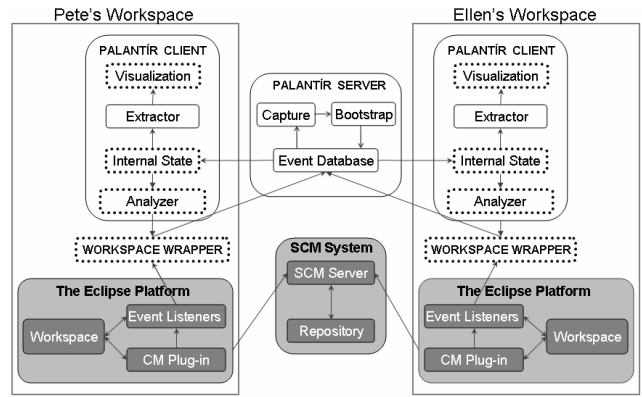 Pete's Workspace
Ellen's Workspace
PALANTÍR CLIENT
Visualization
Extractor
Internal State
Analyzer
WORKSPACE WRAPPER
The Eclipse Platform
Event Listeners
Workspace
CM Plug-in
PALANTÍR SERVER
Capture
Bootstrap
Event Database
SCM System
SCM Server
Repository
PALANTÍR CLIENT
Visualization
Extractor
Internal State
Analyzer
WORKSPACE WRAPPER
The Eclipse Platform
Event Listeners
Workspace
CM Plug-in